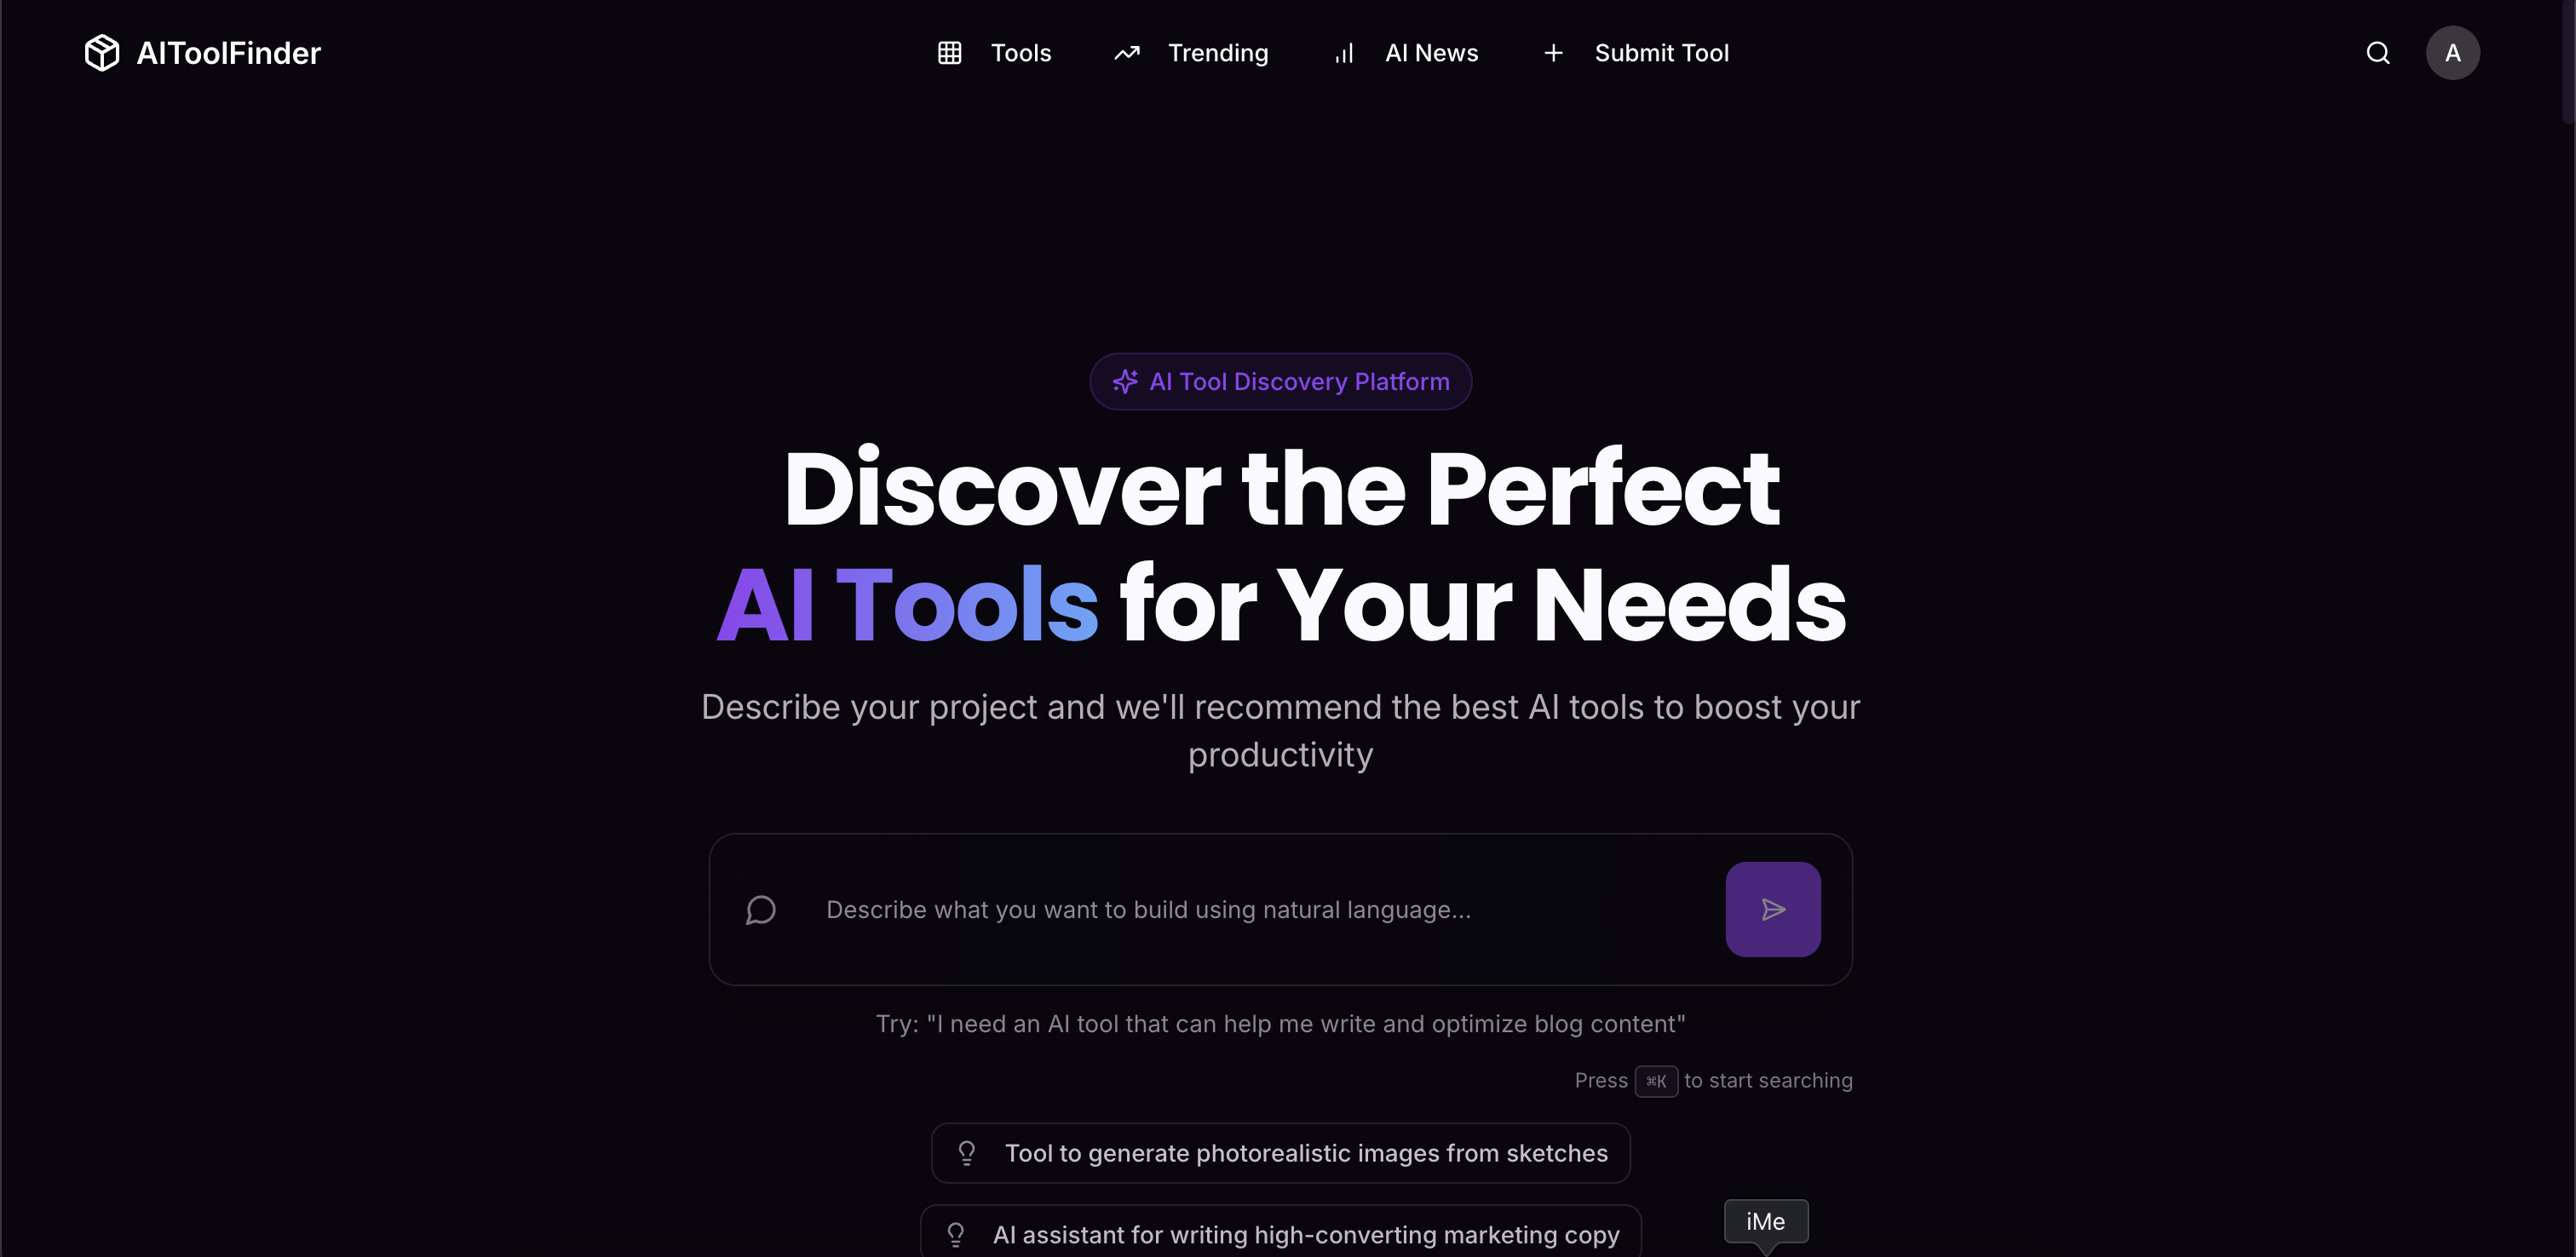 AIToolFinder
Tools
Trending
AI News
Submit Tool
A
AI Tool Discovery Platform
Discover the Perfect
AI Tools for Your Needs
Describe your project and we'll recommend the best AI tools to boost your
productivity
Describe what you want to build using natural language...
Try: "I need an AI tool that can help me write and optimize blog content"
Press ⌘K to start searching
Tool to generate photorealistic images from sketches
AI assistant for writing high-converting marketing copy
iMe